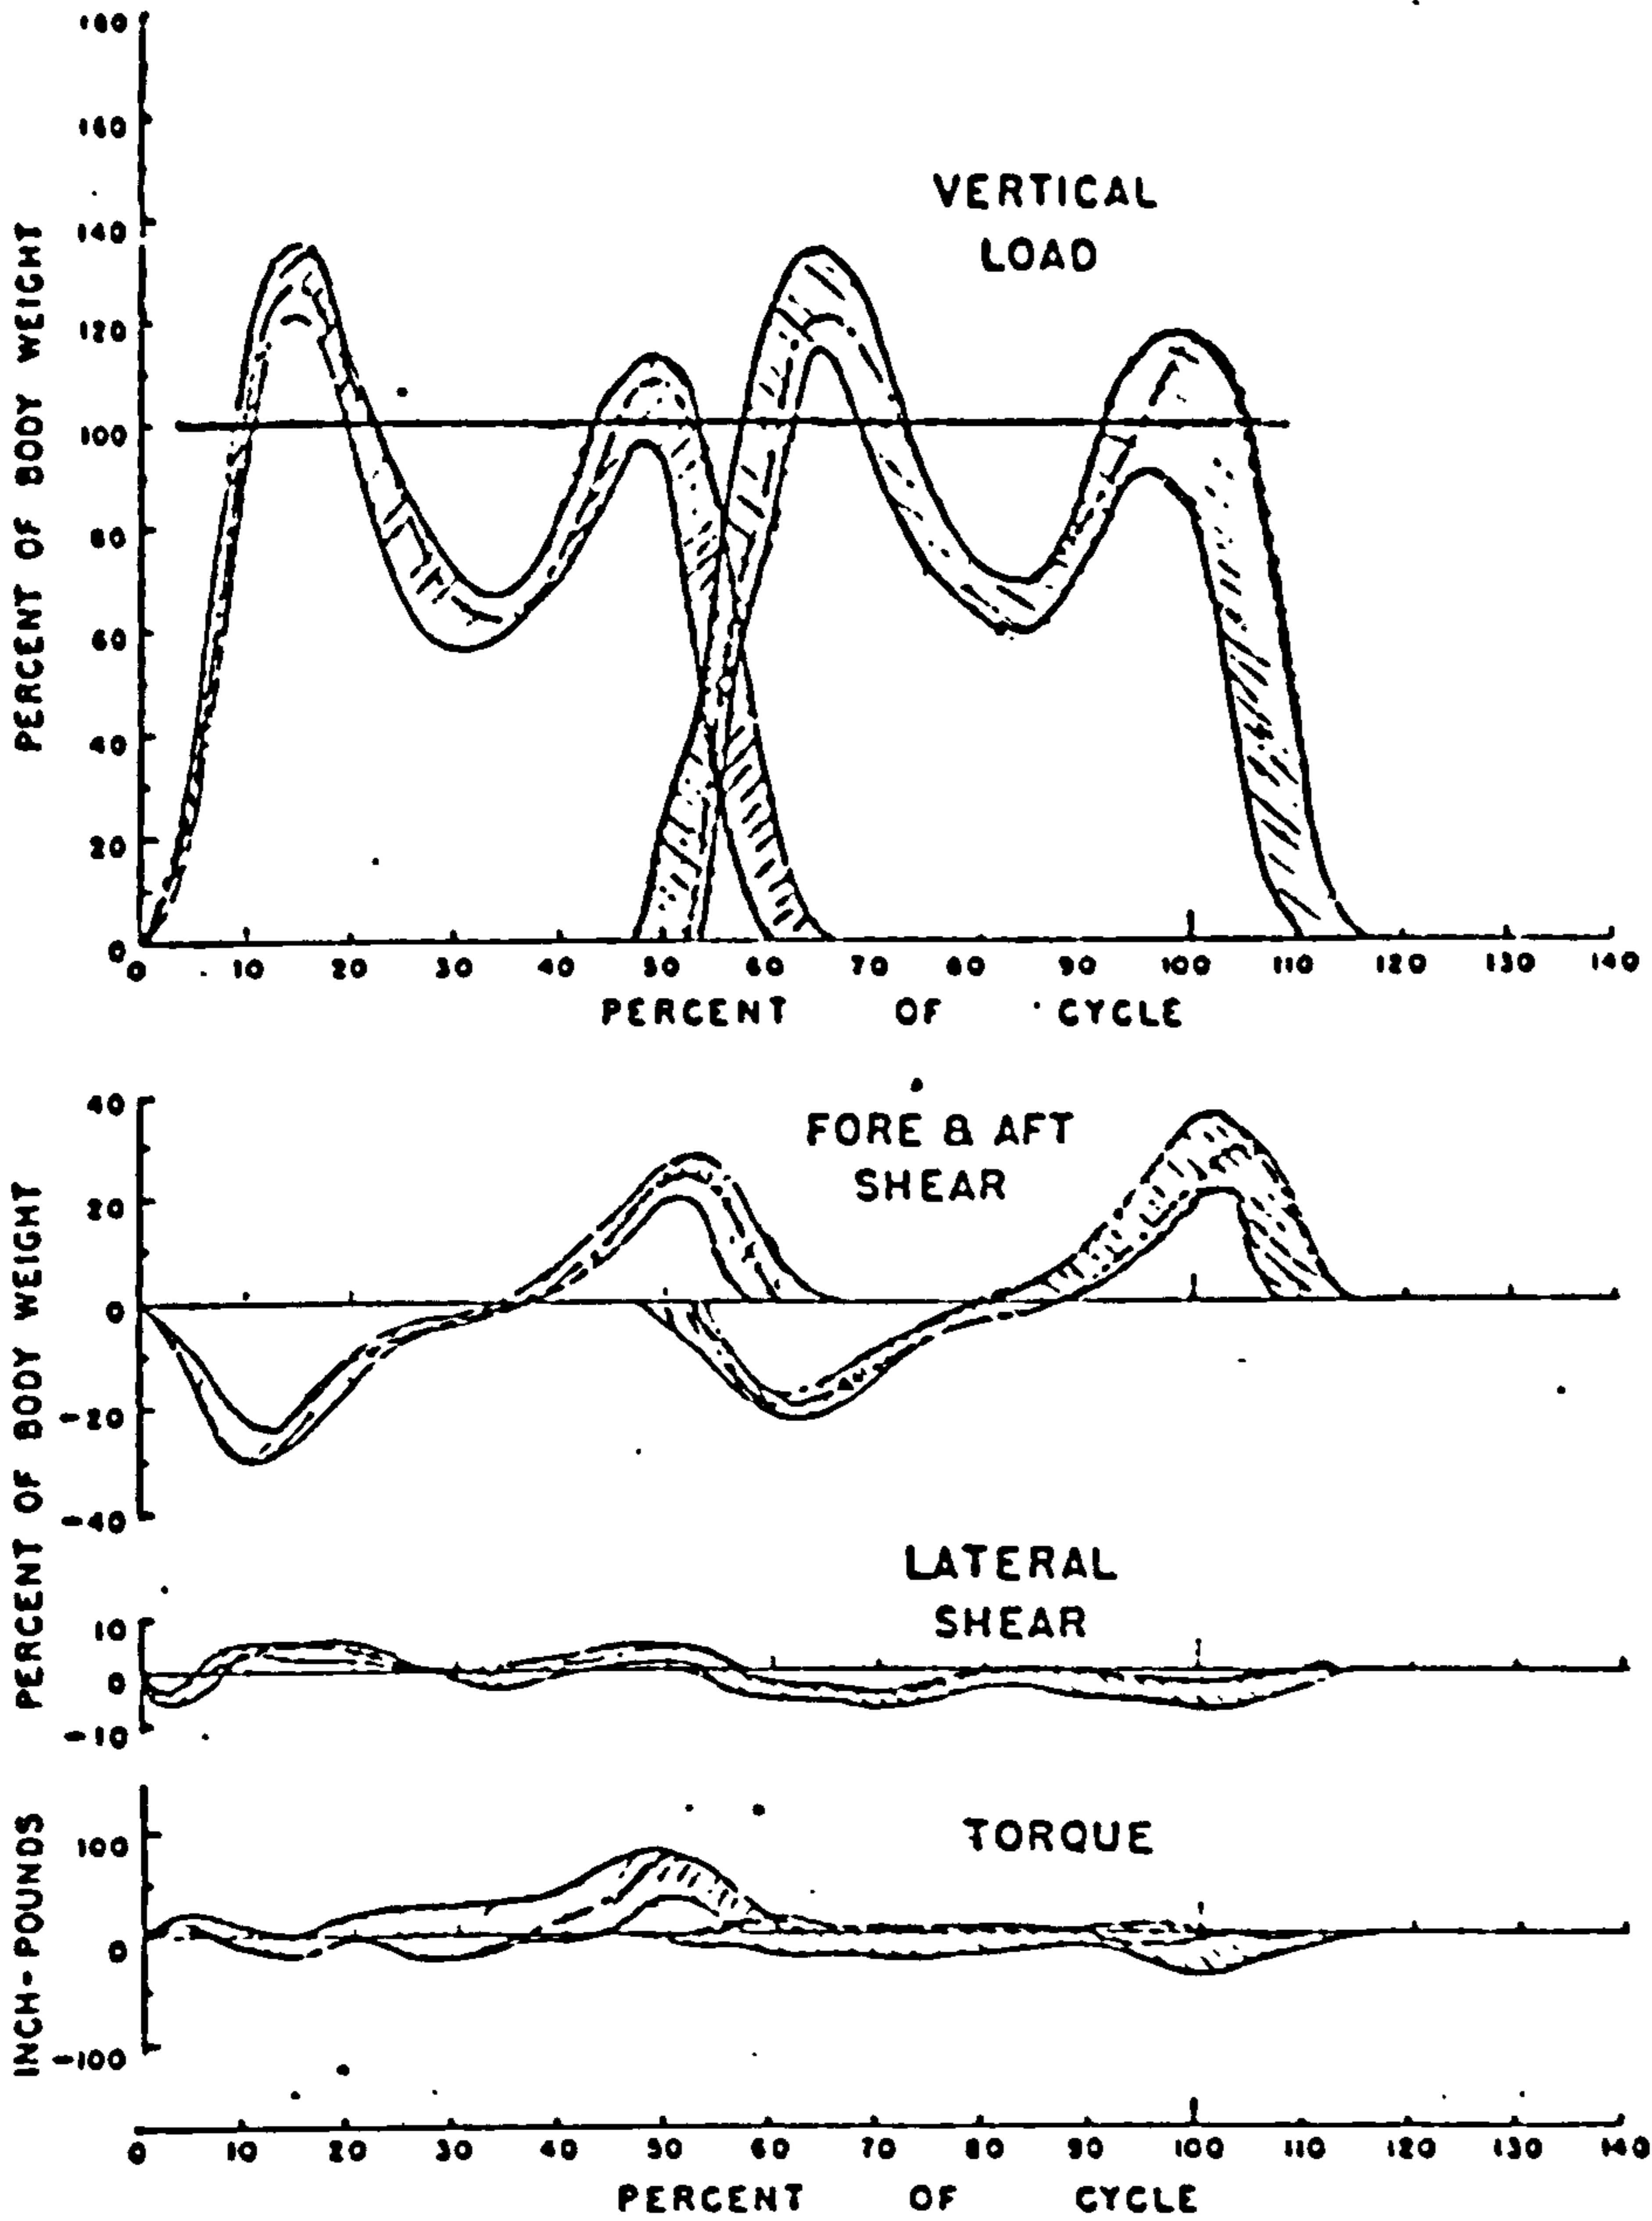 180
160
140
120
100
80
60
40
20
0
PERCENT OF BODY WEIGHT
VERTICAL
LOAD
0 10 20 30 40 50 60 70 80 90 100 110 120 130 140
PERCENT OF CYCLE
40
20
0
-20
-40
PERCENT OF BODY WEIGHT
FORE & AFT
SHEAR
LATERAL
SHEAR
10
0
-10
TORQUE
100
0
-100
INCH-POUNDS
0 10 20 30 40 50 60 70 80 90 100 110 120 130 140
PERCENT OF CYCLE